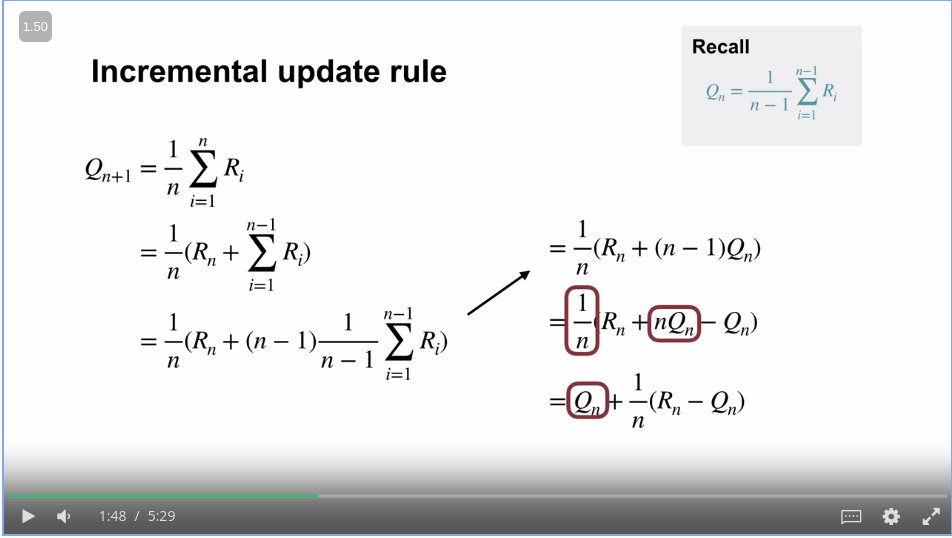 1.50
Incremental update rule
Recall
Q_n = \frac{1}{n-1} \sum_{i=1}^{n-1} R_i
Q_{n+1} = \frac{1}{n} \sum_{i=1}^{n} R_i
= \frac{1}{n} (R_n + \sum_{i=1}^{n-1} R_i)
= \frac{1}{n} (R_n + (n-1) \frac{1}{n-1} \sum_{i=1}^{n-1} R_i)
= \frac{1}{n} (R_n + (n-1)Q_n)
= \frac{1}{n} (R_n + nQ_n - Q_n)
= Q_n + \frac{1}{n} (R_n - Q_n)
1:48 / 5:29